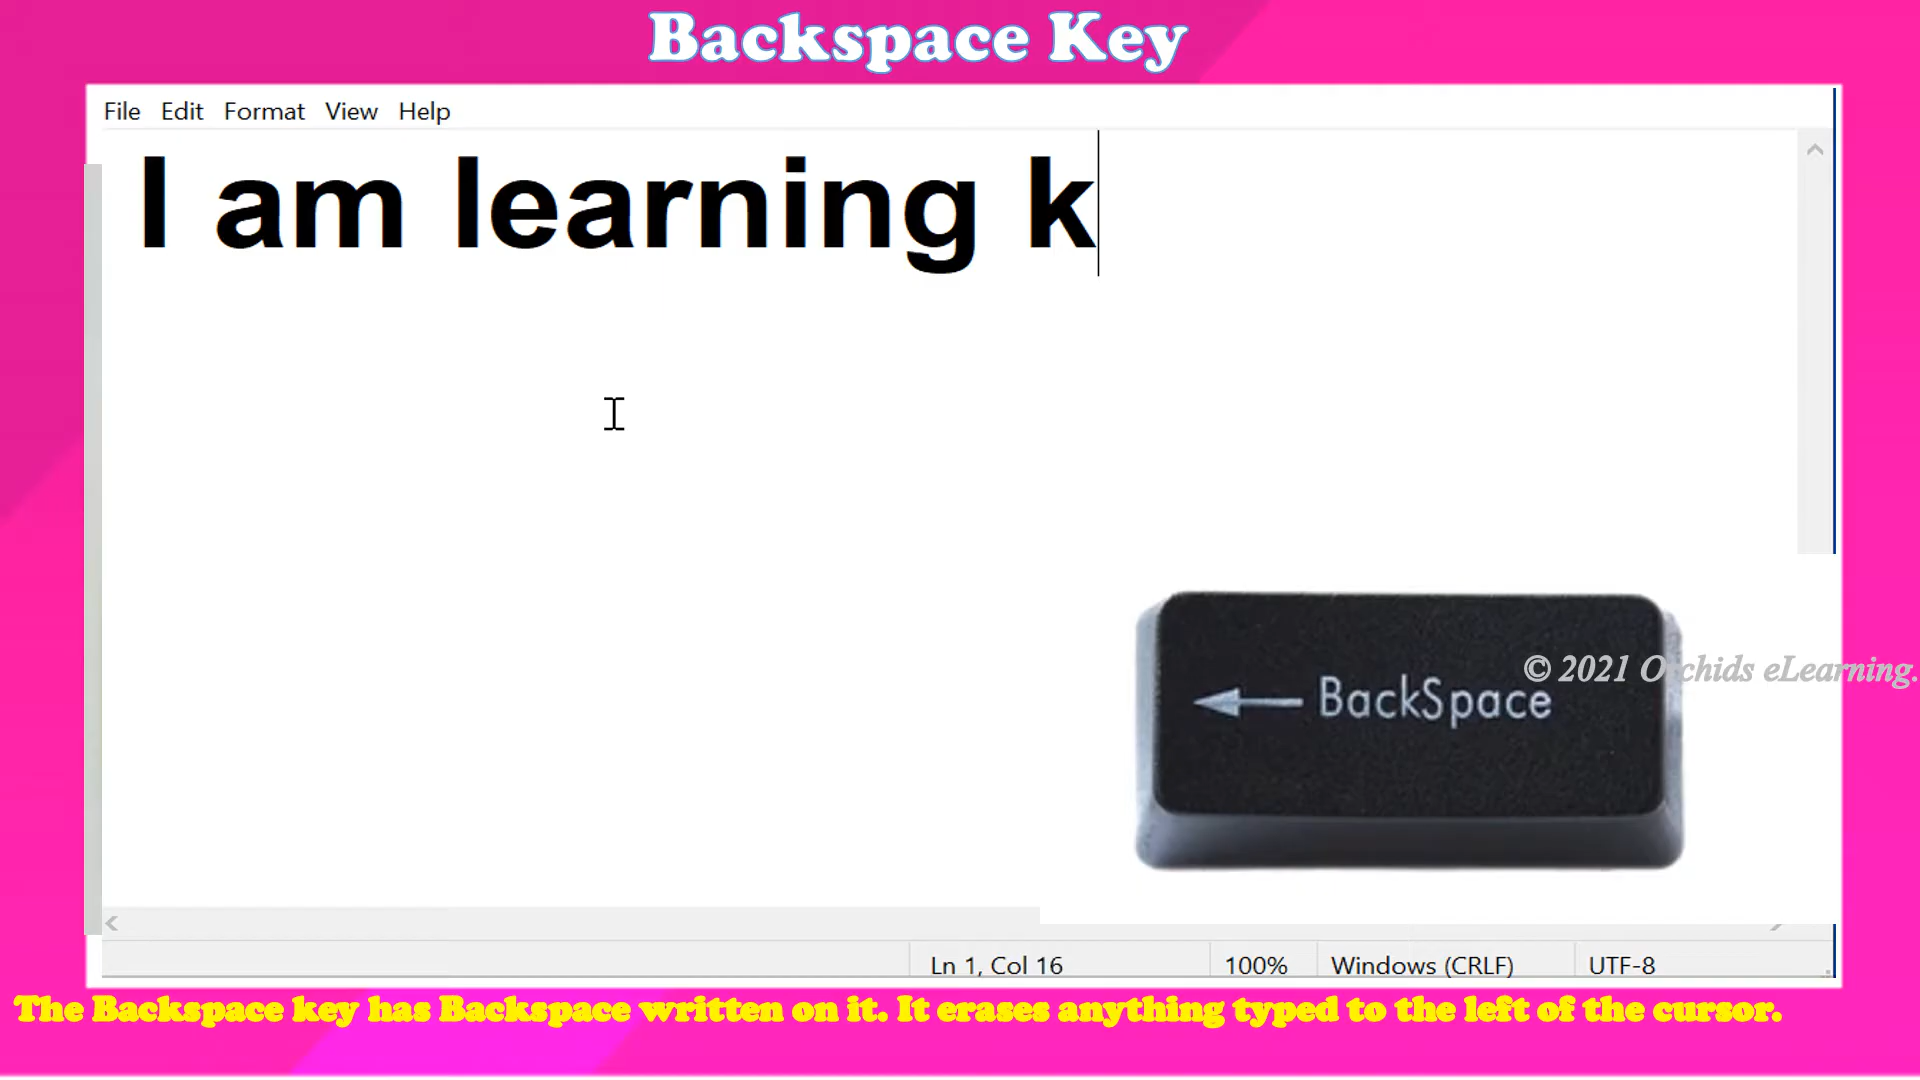 Backspace Key
File Edit Format View Help
I am learning k
BackSpace
© 2021 Orchids eLearning.
Ln 1, Col 16 100% Windows (CRLF) UTF-8
The Backspace key has Backspace written on it. It erases anything typed to the left of the cursor.